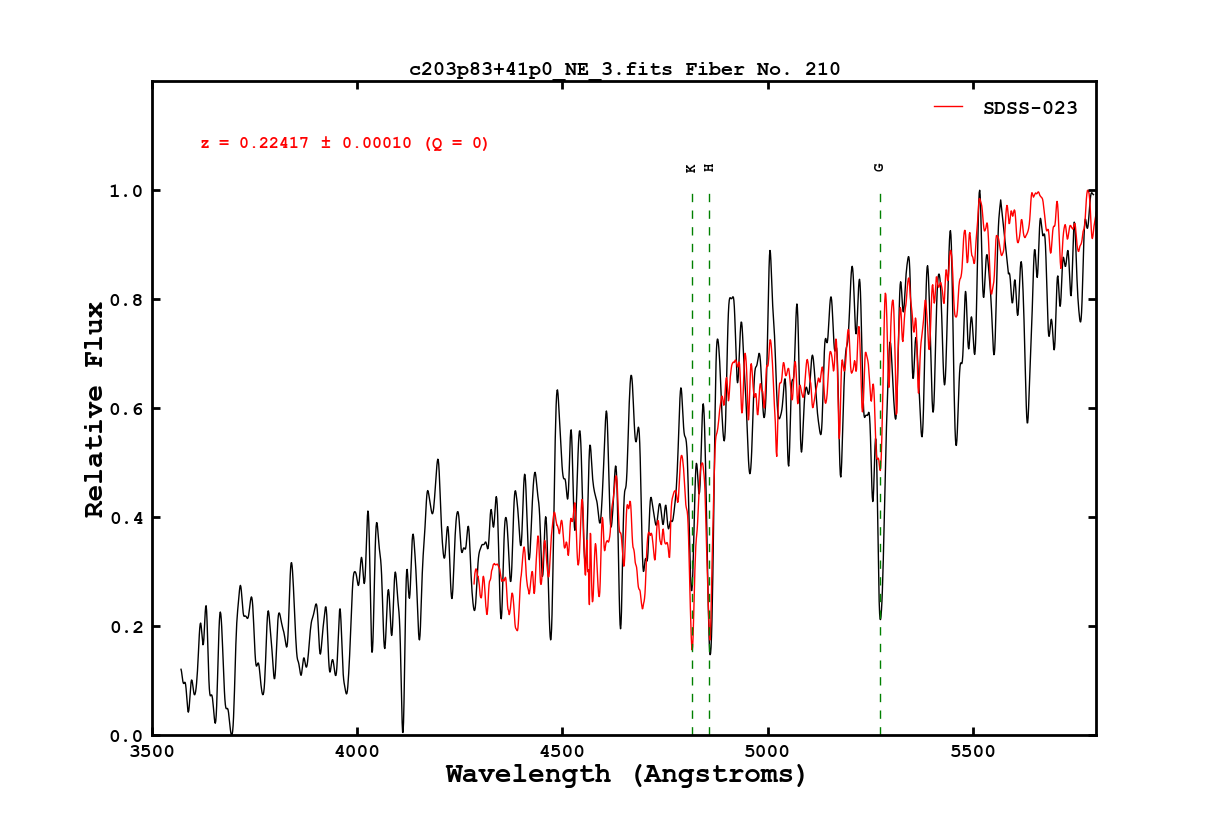 c203p83+41p0_NE_3.fits Fiber No. 210
SDSS-023
z = 0.22417 ± 0.00010 (Q = 0)
K H G
1.0
0.8
0.6
0.4
0.2
0.0
Relative Flux
3500 4000 4500 5000 5500
Wavelength (Angstroms)